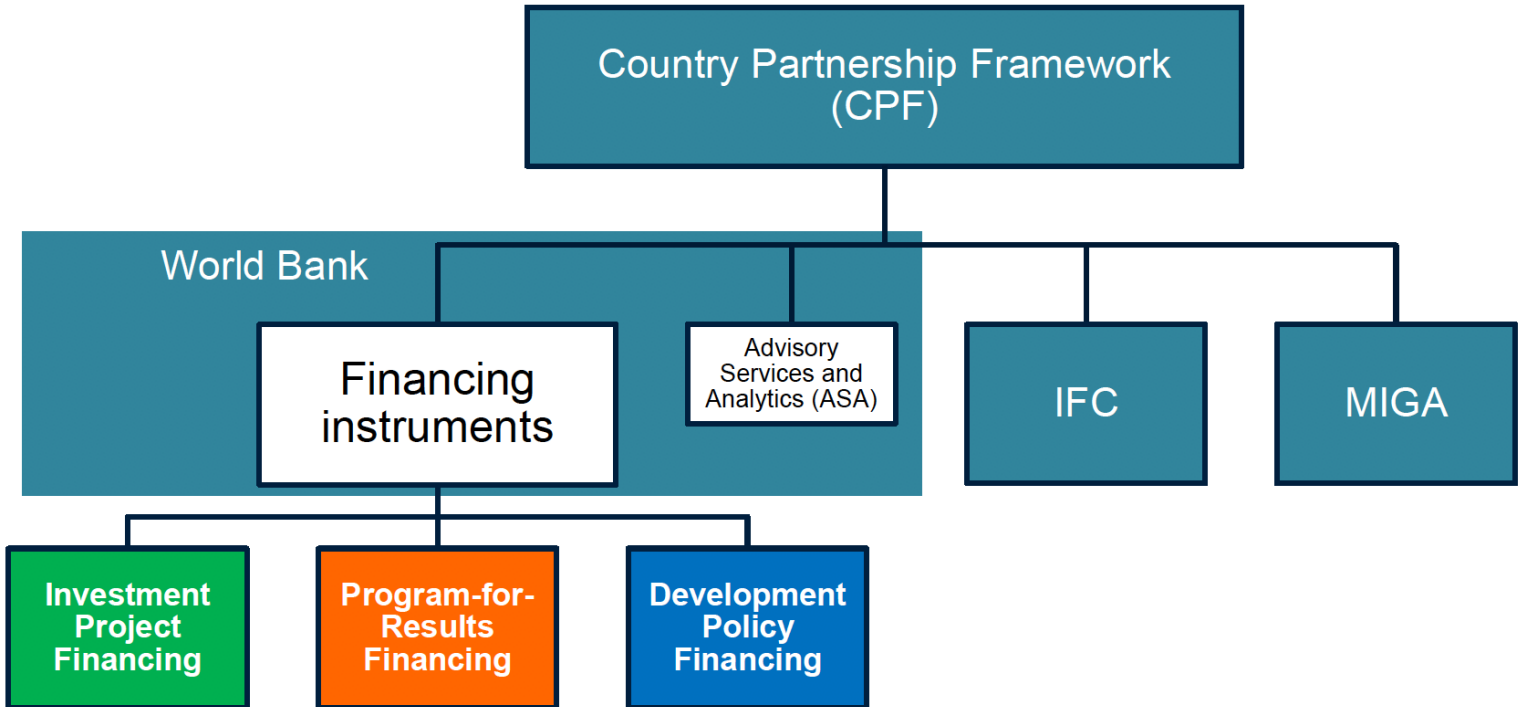 Country Partnership Framework
(CPF)
World Bank
Financing
instruments
Advisory
Services and
Analytics (ASA)
IFC
MIGA
Investment
Project
Financing
Program-for-
Results
Financing
Development
Policy
Financing